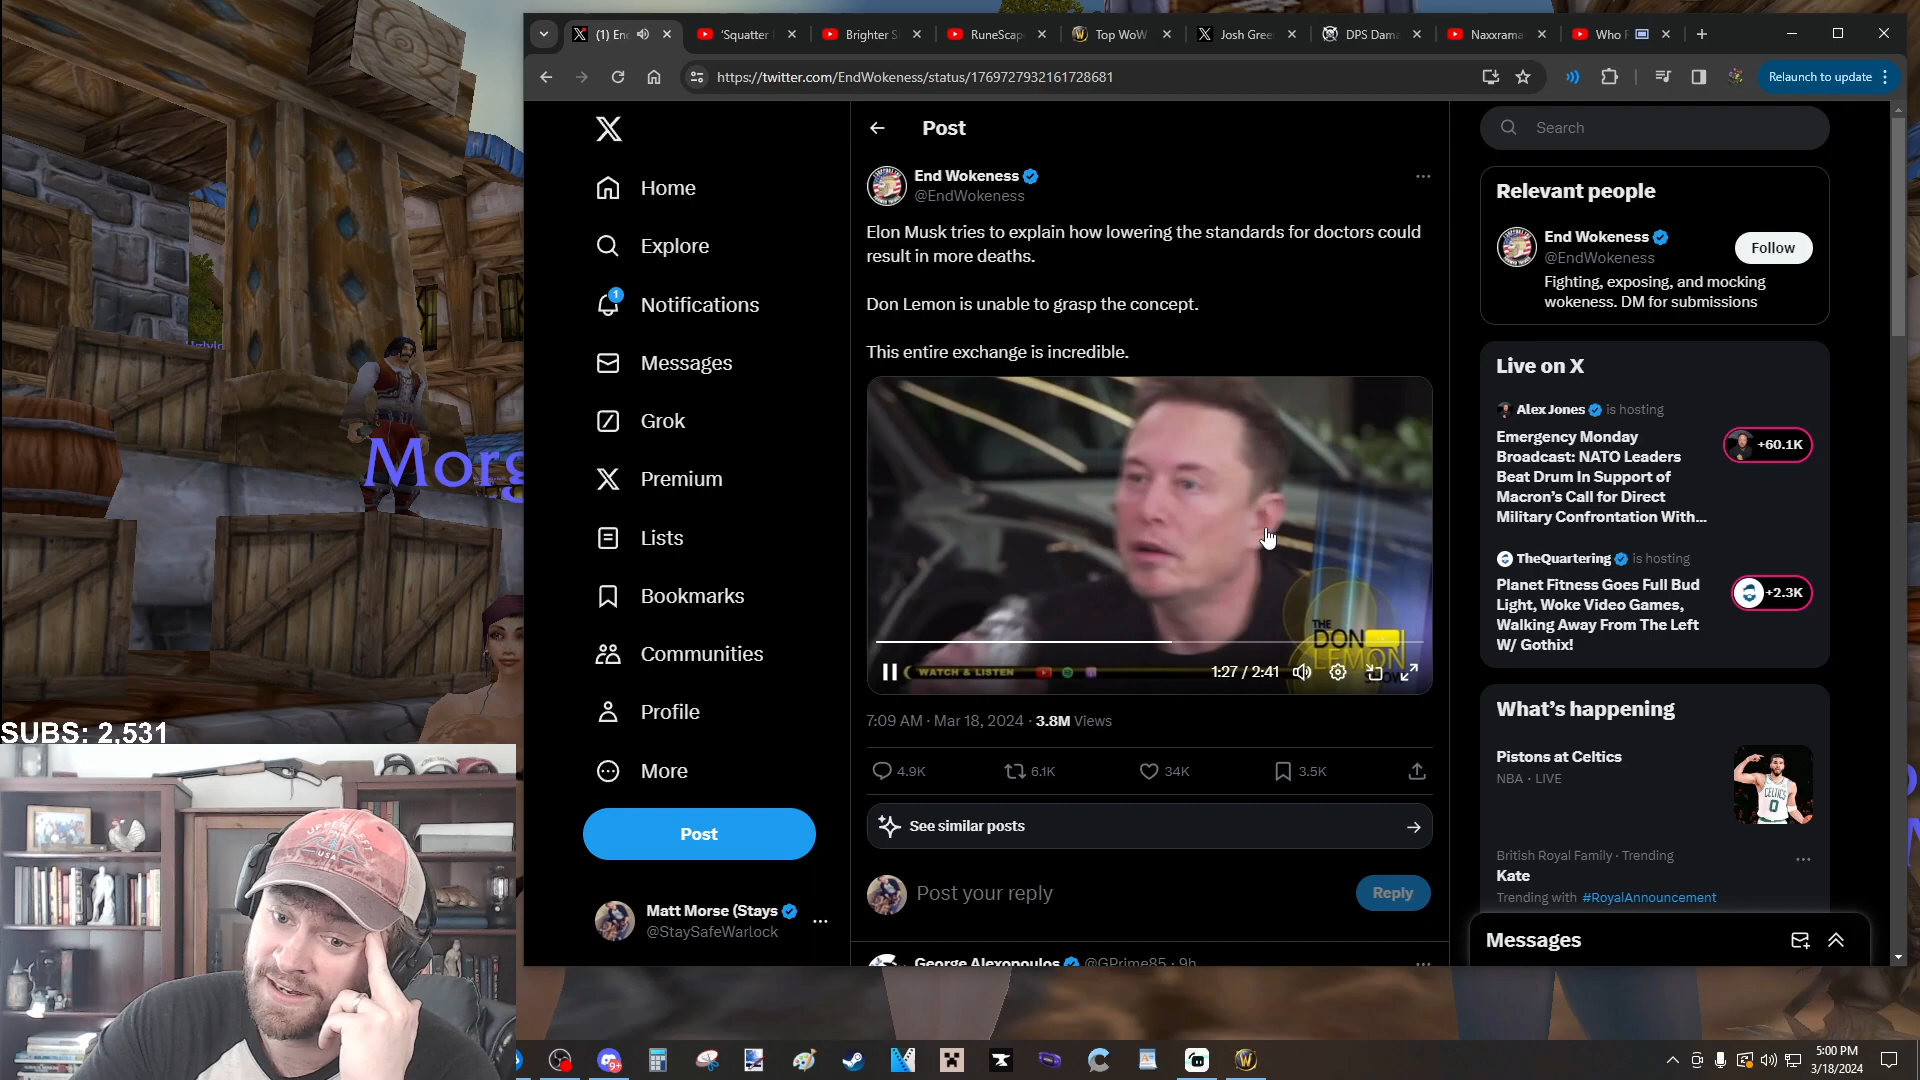 (1) En
'Squatter
Brighter S
RuneScap
Top WoW
Josh Gree
DPS Dama
Naxxrama
Who
https://twitter.com/EndWokeness/status/1769727932161728681
Relaunch to update
Home
Explore
1
Notifications
Messages
Grok
Premium
Lists
Bookmarks
Communities
Profile
More
Post
Matt Morse (Stays
@StaySafeWarlock
Post
End Wokeness
@EndWokeness
Elon Musk tries to explain how lowering the standards for doctors could
result in more deaths.
Don Lemon is unable to grasp the concept.
This entire exchange is incredible.
THE
DON
LEMON
WATCH & LISTEN
1:27 / 2:41
7:09 AM · Mar 18, 2024 · 3.8M Views
4.9K
6.1K
34K
3.5K
See similar posts
Post your reply
Reply
George Alexopoulos @GPrime85 · 9h
Search
Relevant people
End Wokeness
@EndWokeness
Follow
Fighting, exposing, and mocking
wokeness. DM for submissions
Live on X
Alex Jones is hosting
Emergency Monday
Broadcast: NATO Leaders
Beat Drum In Support of
Macron's Call for Direct
Military Confrontation With...
+60.1K
TheQuartering is hosting
Planet Fitness Goes Full Bud
Light, Woke Video Games,
Walking Away From The Left
W/ Gothix!
+2.3K
What's happening
Pistons at Celtics
NBA · LIVE
British Royal Family · Trending
Kate
Trending with #RoyalAnnouncement
Messages
Morg
SUBS: 2,531
UPPER LEFT
USA
9+
5:00 PM
3/18/2024